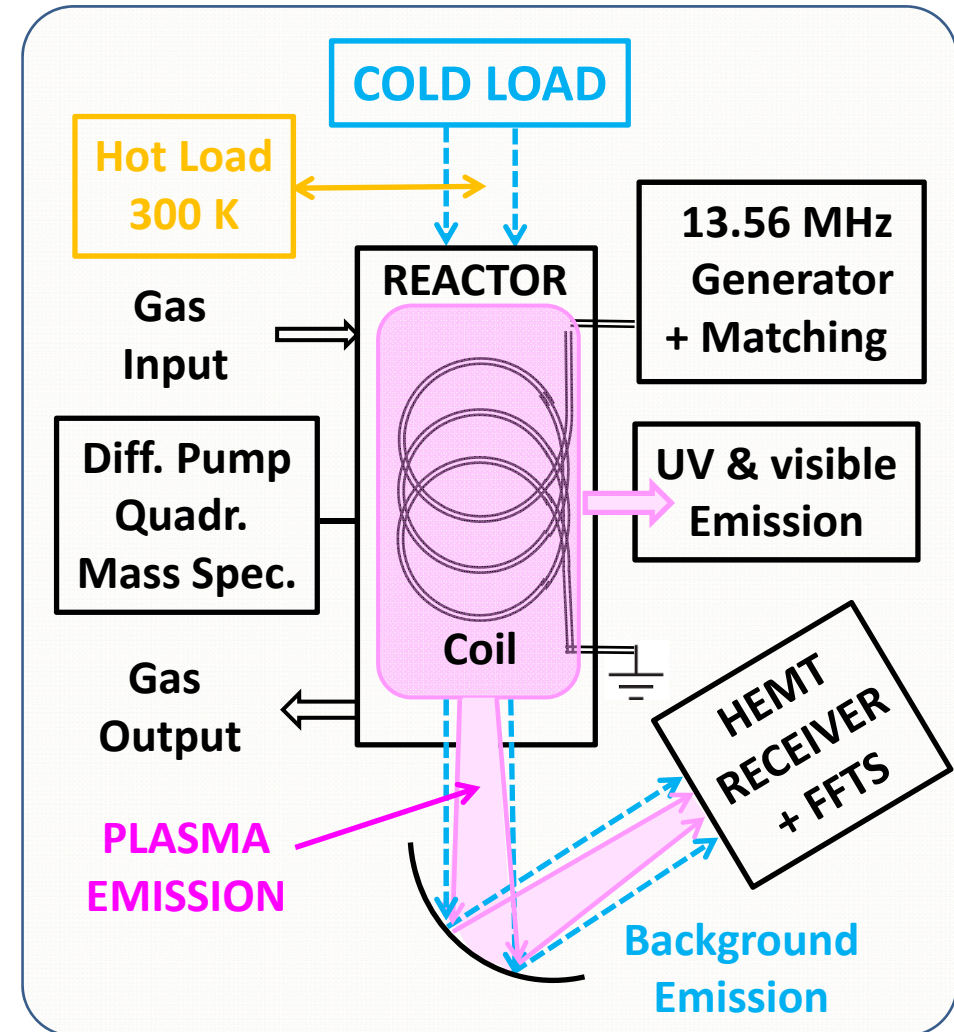 COLD LOAD
Hot Load
300 K
13.56 MHz
Generator
+ Matching
REACTOR
Gas
Input
Diff. Pump
Quadr.
Mass Spec.
UV & visible
Emission
Coil
Gas
Output
HEMT
RECEIVER
+ FFTS
PLASMA
EMISSION
Background
Emission